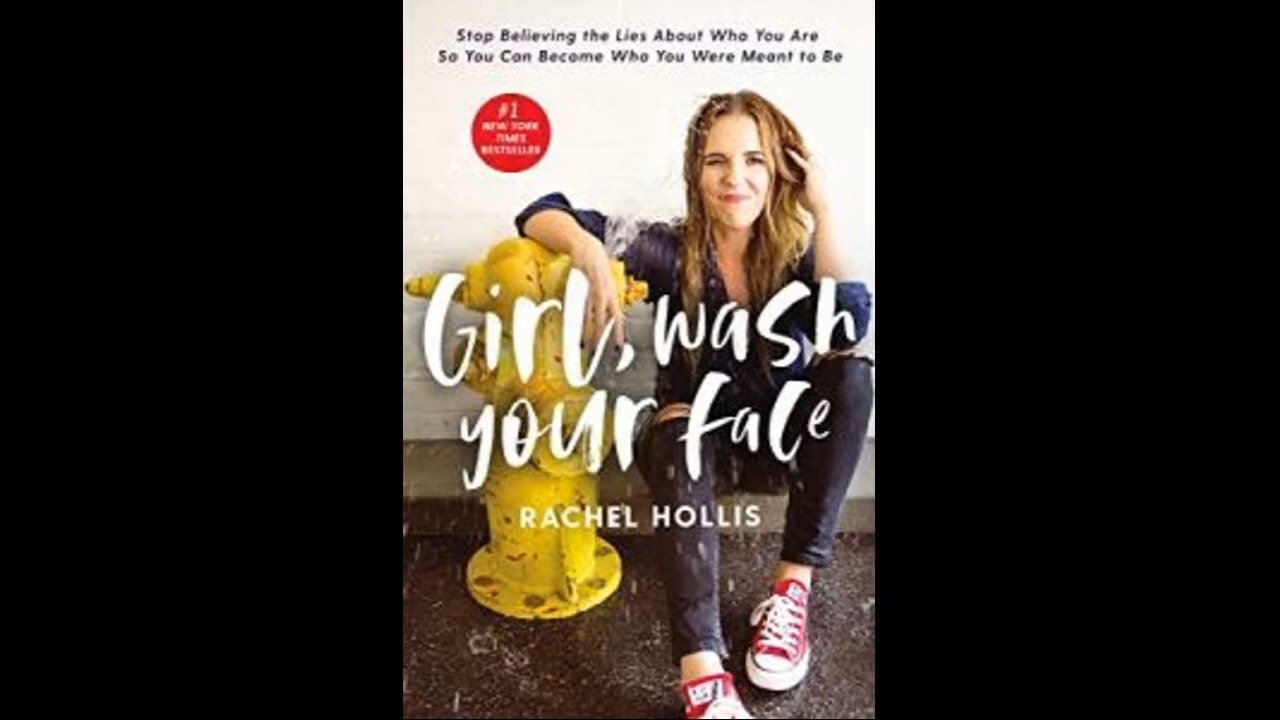 Stop Believing the Lies About Who You Are
So You Can Become Who You Were Meant to Be
#1
NEW YORK
TIMES
BESTSELLER
Girl, wash
your face
RACHEL HOLLIS